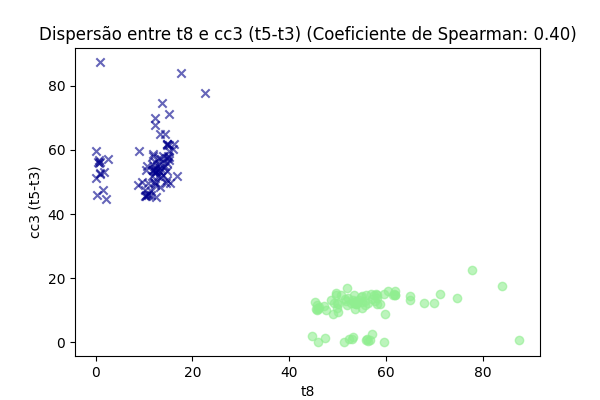 Dispersão entre t8 e cc3 (t5-t3) (Coeficiente de Spearman: 0.40)
80
60
40
20
0
cc3 (t5-t3)
0 20 40 60 80
t8